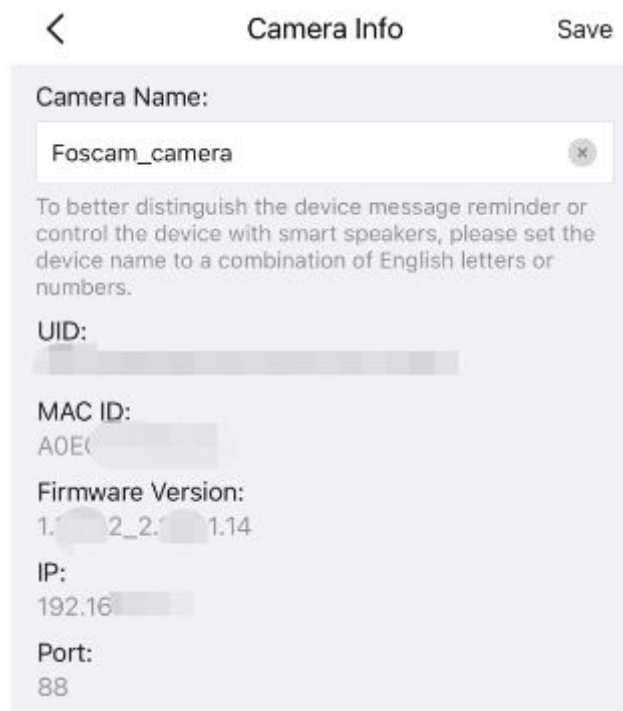 Camera Info
Save
Camera Name:
Foscam_camera
To better distinguish the device message reminder or
control the device with smart speakers, please set the
device name to a combination of English letters or
numbers.
UID:
MAC ID:
Firmware Version:
IP:
Port:
88